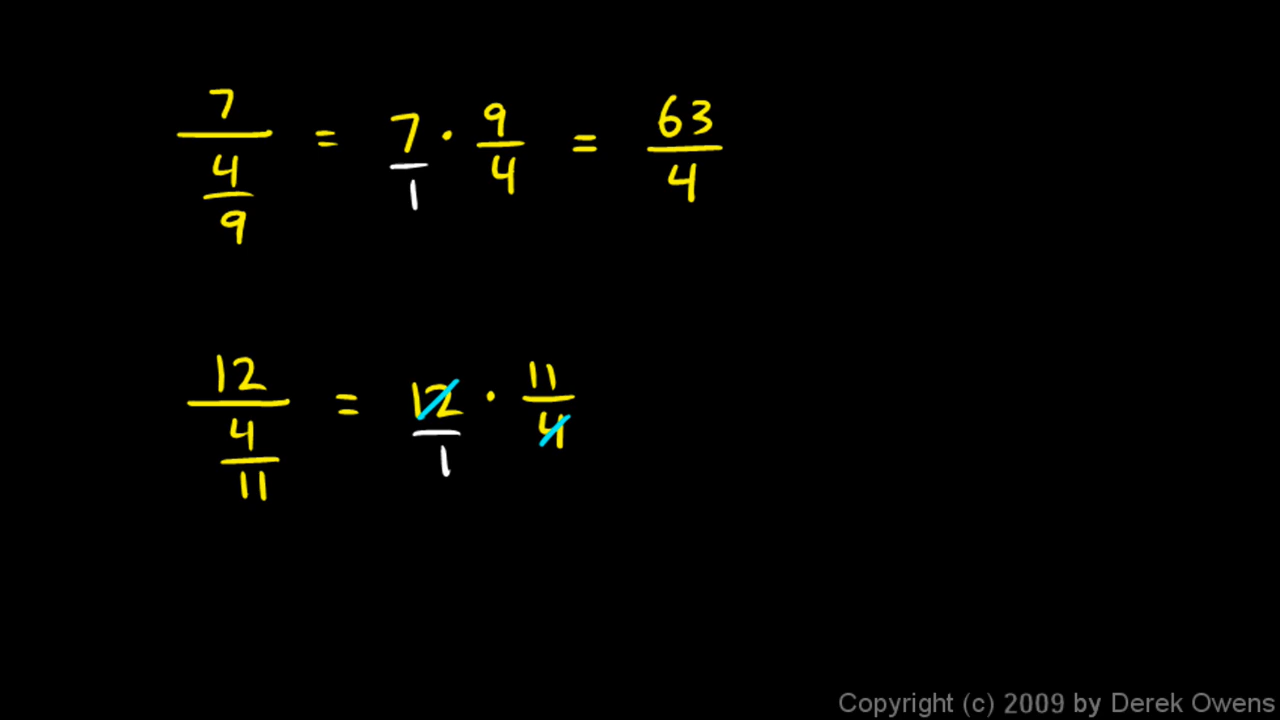 7/(4/9) = 7/1 · 9/4 = 63/4
12/(4/11) = 12/1 · 11/4
Copyright (c) 2009 by Derek Owens